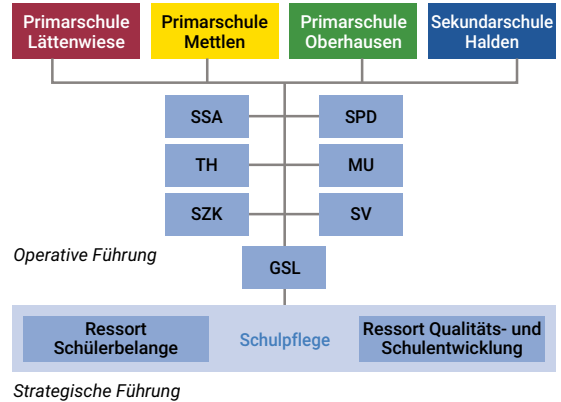 Primarschule
Lättenwiese
Primarschule
Mettlen
Primarschule
Oberhausen
Sekundarschule
Halden
SSA
SPD
TH
MU
SZK
SV
Operative Führung
GSL
Ressort
Schülerbelange
Schulpflege
Ressort Qualitäts- und
Schulentwicklung
Strategische Führung